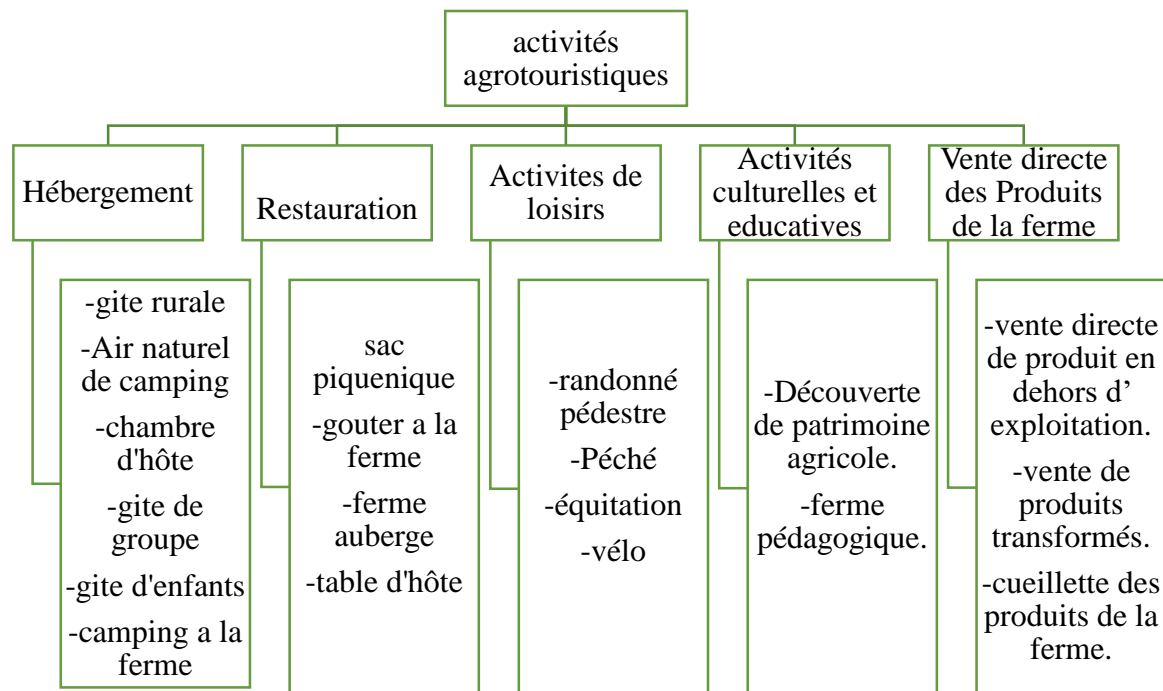 activités
agrotouristiques
Hébergement
-gite rurale
-Air naturel
de camping
-chambre
d'hôte
-gite de
groupe
-gite d'enfants
-camping a la
ferme
Restauration
sac
piquenique
-gouter a la
ferme
-ferme
auberge
-table d'hôte
Activites de
loisirs
-randonné
pédestre
-Péché
-équitation
-vélo
Activités
culturelles et
educatives
-Découverte
de patrimoine
agricole.
-ferme
pédagogique.
Vente directe
des Produits
de la ferme
-vente directe
de produit en
dehors d’
exploitation.
-vente de
produits
transformés.
-cueillette des
produits de la
ferme.